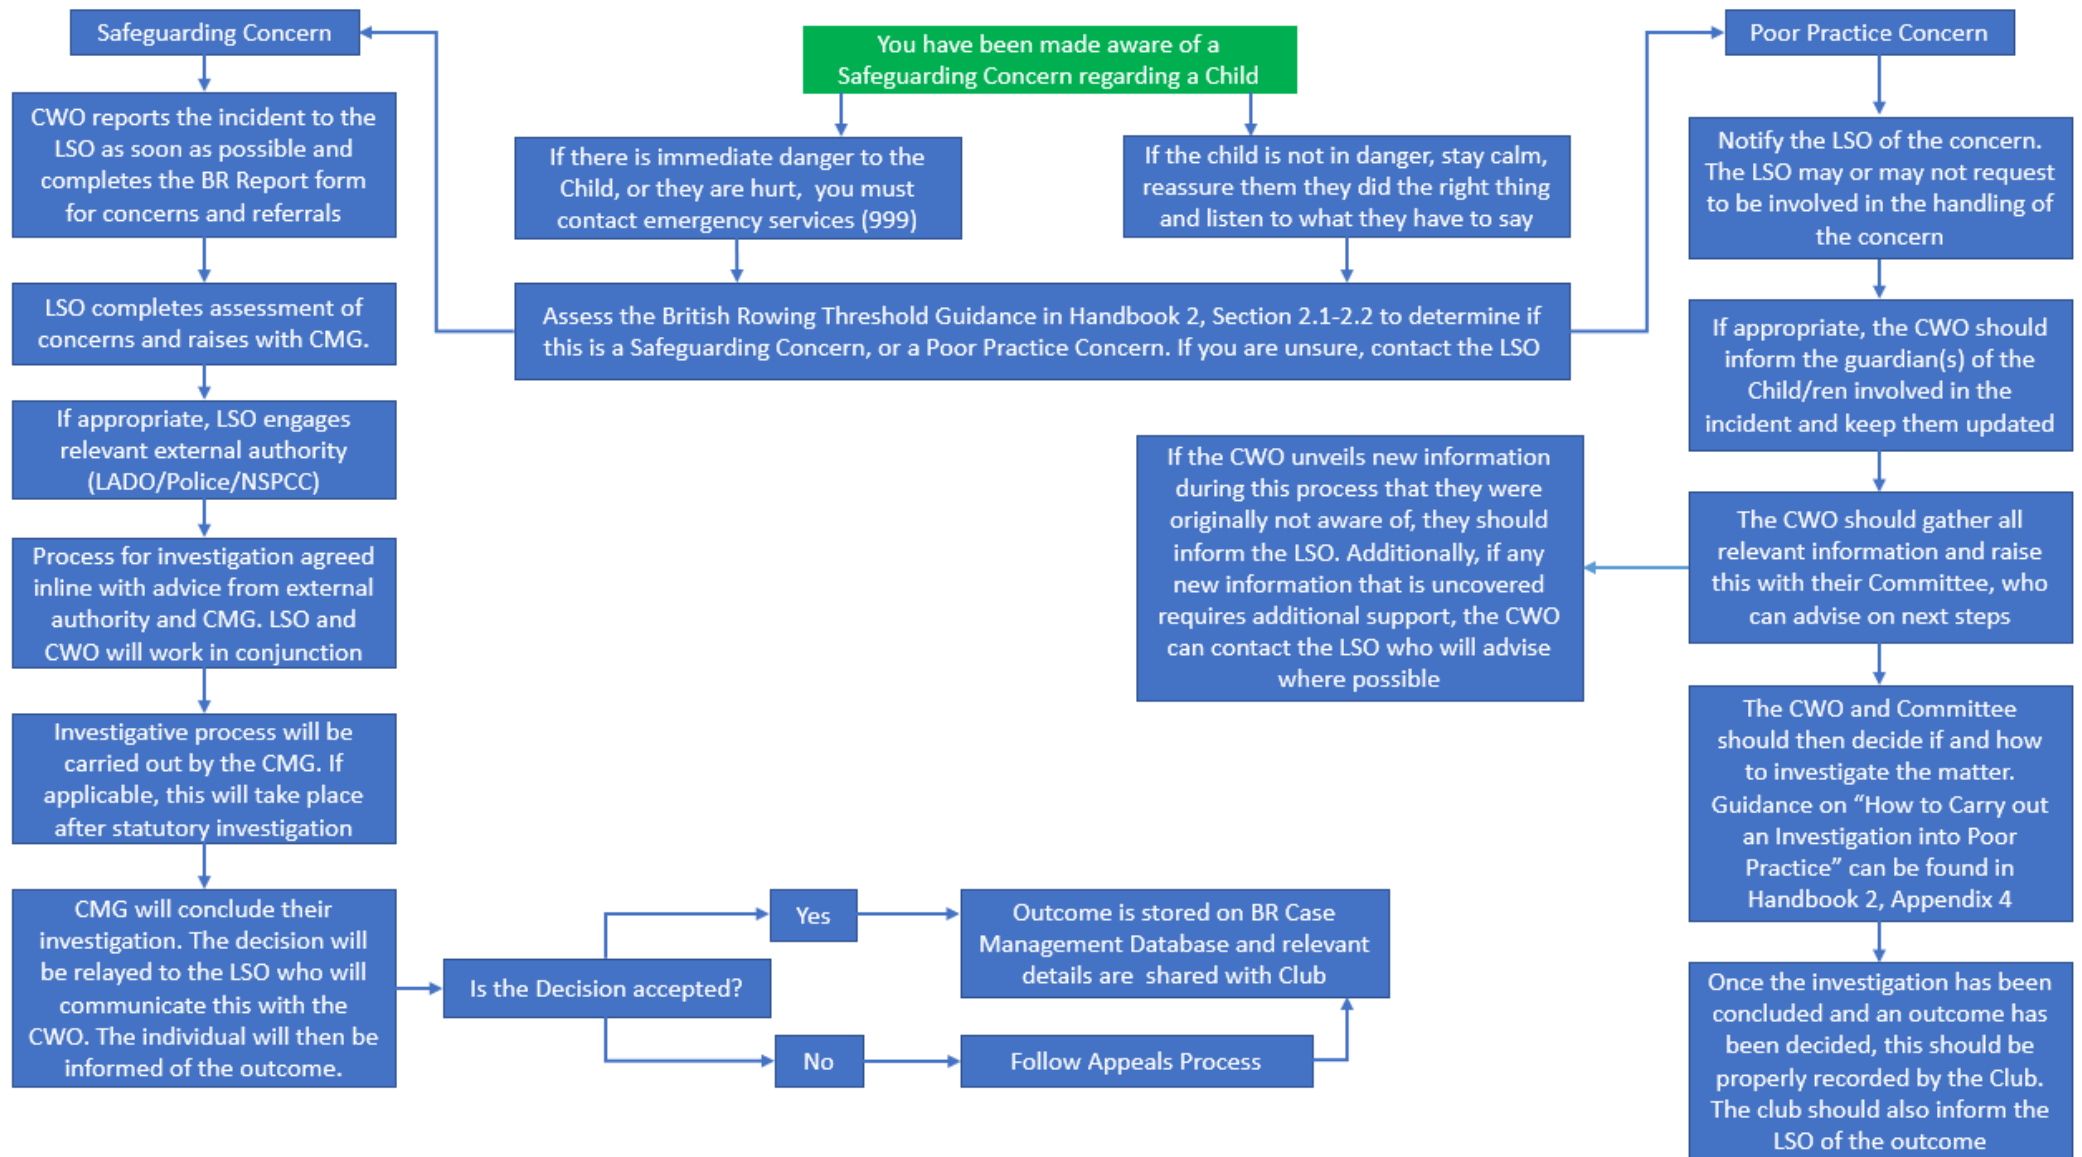 You have been made aware of a
Safeguarding Concern regarding a Child
If there is immediate danger to the
Child, or they are hurt, you must
contact emergency services (999)
If the child is not in danger, stay calm,
reassure them they did the right thing
and listen to what they have to say
Assess the British Rowing Threshold Guidance in Handbook 2, Section 2.1-2.2 to determine if
this is a Safeguarding Concern, or a Poor Practice Concern. If you are unsure, contact the LSO
Safeguarding Concern
CWO reports the incident to the
LSO as soon as possible and
completes the BR Report form
for concerns and referrals
LSO completes assessment of
concerns and raises with CMG.
If appropriate, LSO engages
relevant external authority
(LADO/Police/NSPCC)
Process for investigation agreed
inline with advice from external
authority and CMG. LSO and
CWO will work in conjunction
Investigative process will be
carried out by the CMG. If
applicable, this will take place
after statutory investigation
CMG will conclude their
investigation. The decision will
be relayed to the LSO who will
communicate this with the
CWO. The individual will then be
informed of the outcome.
Is the Decision accepted?
Yes
Outcome is stored on BR Case
Management Database and relevant
details are shared with Club
No
Follow Appeals Process
Poor Practice Concern
Notify the LSO of the concern.
The LSO may or may not request
to be involved in the handling of
the concern
If appropriate, the CWO should
inform the guardian(s) of the
Child/ren involved in the
incident and keep them updated
The CWO should gather all
relevant information and raise
this with their Committee, who
can advise on next steps
If the CWO unveils new information
during this process that they were
originally not aware of, they should
inform the LSO. Additionally, if any
new information that is uncovered
requires additional support, the CWO
can contact the LSO who will advise
where possible
The CWO and Committee
should then decide if and how
to investigate the matter.
Guidance on “How to Carry out
an Investigation into Poor
Practice” can be found in
Handbook 2, Appendix 4
Once the investigation has been
concluded and an outcome has
been decided, this should be
properly recorded by the Club.
The club should also inform the
LSO of the outcome